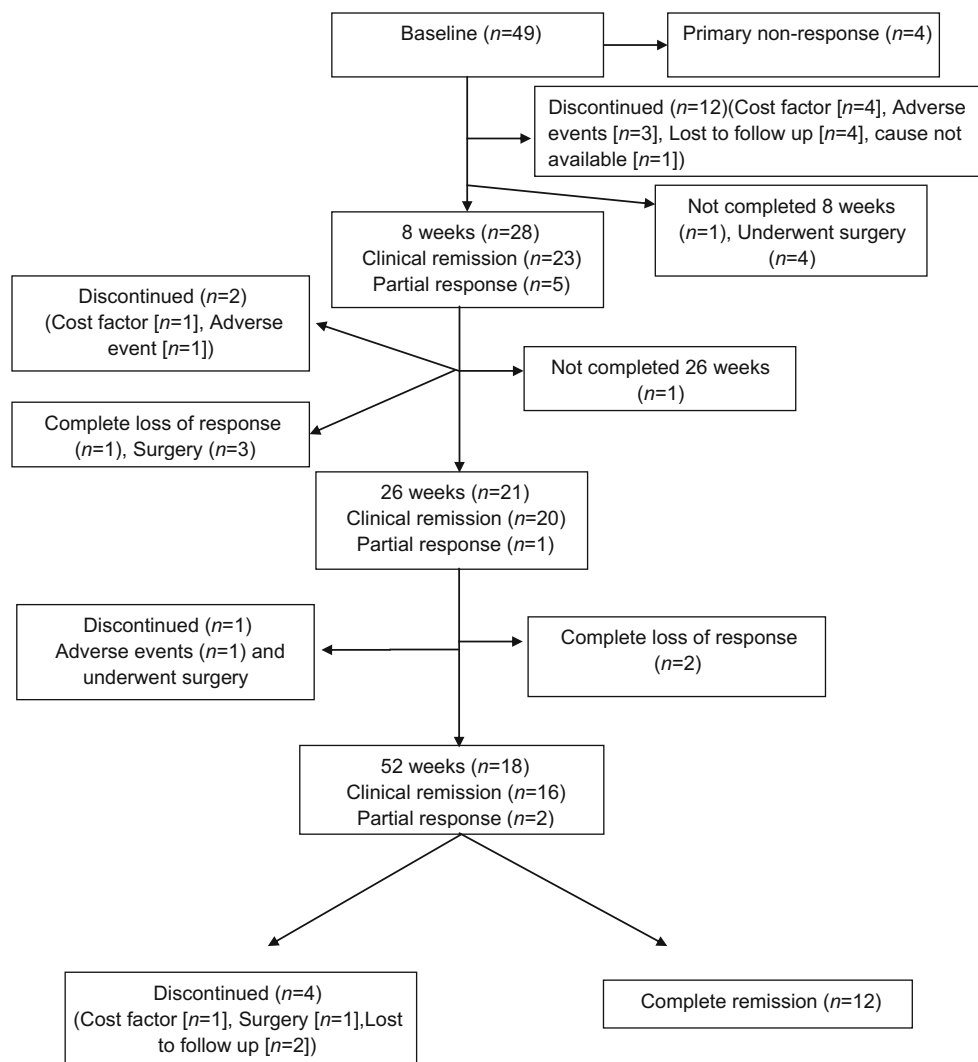 Baseline (n=49)
Primary non-response (n=4)
Discontinued (n=12)(Cost factor [n=4], Adverse
events [n=3], Lost to follow up [n=4], cause not
available [n=1])
Not completed 8 weeks
(n=1), Underwent surgery
(n=4)
8 weeks (n=28)
Clinical remission (n=23)
Partial response (n=5)
Discontinued (n=2)
(Cost factor [n=1], Adverse
event [n=1])
Not completed 26 weeks
(n=1)
Complete loss of response
(n=1), Surgery (n=3)
26 weeks (n=21)
Clinical remission (n=20)
Partial response (n=1)
Discontinued (n=1)
Adverse events (n=1) and
underwent surgery
Complete loss of response
(n=2)
52 weeks (n=18)
Clinical remission (n=16)
Partial response (n=2)
Discontinued (n=4)
(Cost factor [n=1], Surgery [n=1],Lost
to follow up [n=2])
Complete remission (n=12)